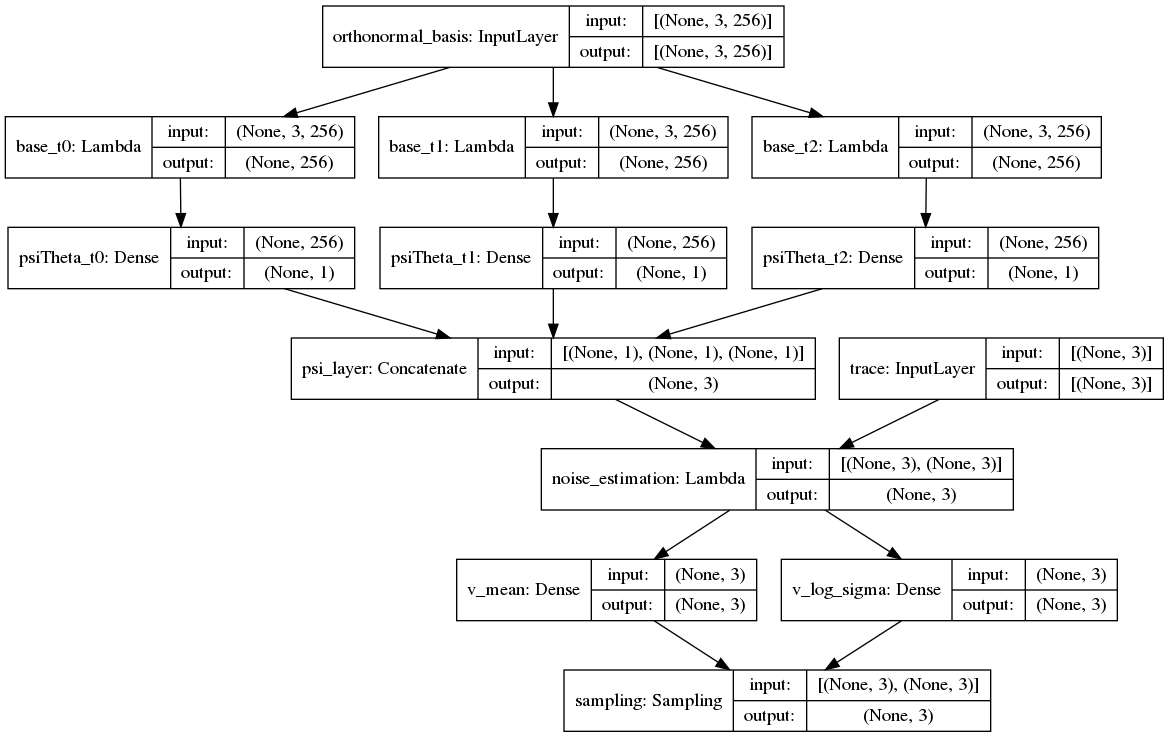 orthonormal_basis: InputLayer
input: [(None, 3, 256)]
output: [(None, 3, 256)]
base_t0: Lambda
input: (None, 3, 256)
output: (None, 256)
base_t1: Lambda
input: (None, 3, 256)
output: (None, 256)
base_t2: Lambda
input: (None, 3, 256)
output: (None, 256)
psiTheta_t0: Dense
input: (None, 256)
output: (None, 1)
psiTheta_t1: Dense
input: (None, 256)
output: (None, 1)
psiTheta_t2: Dense
input: (None, 256)
output: (None, 1)
psi_layer: Concatenate
input: [(None, 1), (None, 1), (None, 1)]
output: (None, 3)
trace: InputLayer
input: [(None, 3)]
output: [(None, 3)]
noise_estimation: Lambda
input: [(None, 3), (None, 3)]
output: (None, 3)
v_mean: Dense
input: (None, 3)
output: (None, 3)
v_log_sigma: Dense
input: (None, 3)
output: (None, 3)
sampling: Sampling
input: [(None, 3), (None, 3)]
output: (None, 3)